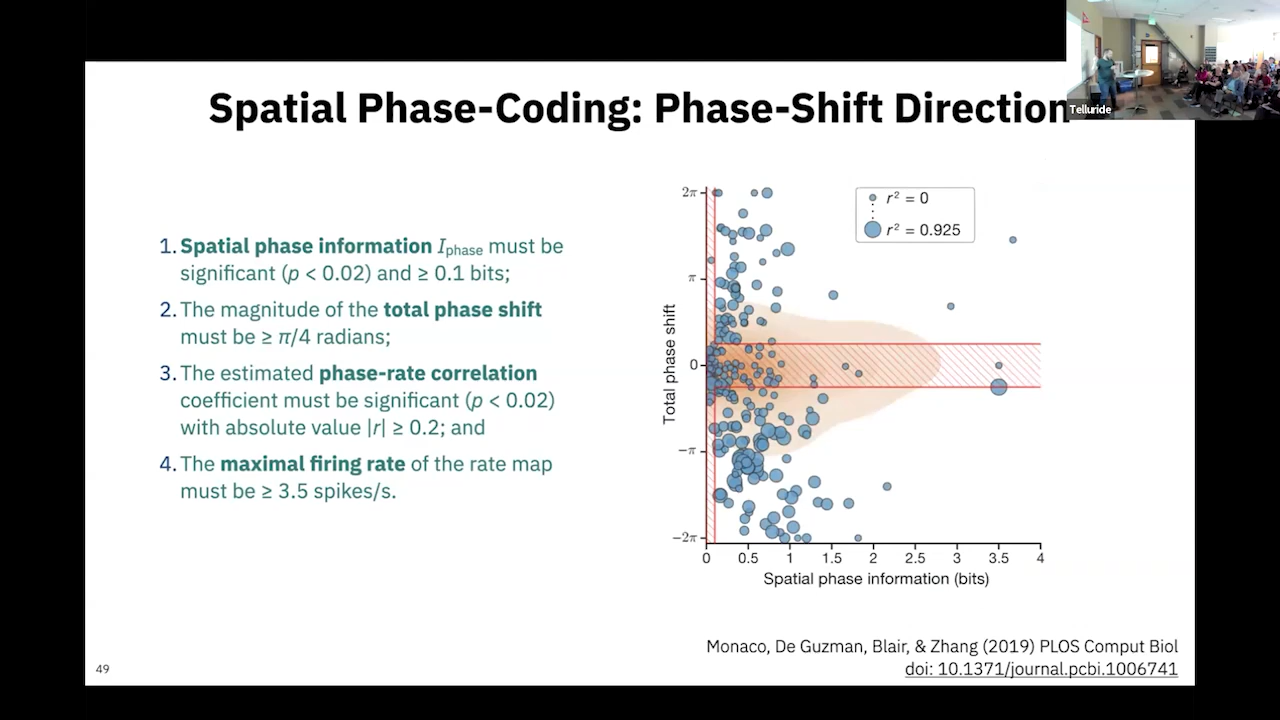 Spatial Phase-Coding: Phase-Shift Direction
Telluride
1. Spatial phase information I_phase must be
significant (p < 0.02) and ≥ 0.1 bits;
2. The magnitude of the total phase shift
must be ≥ π/4 radians;
3. The estimated phase-rate correlation
coefficient must be significant (p < 0.02)
with absolute value |r| ≥ 0.2; and
4. The maximal firing rate of the rate map
must be ≥ 3.5 spikes/s.
r² = 0
r² = 0.925
Total phase shift
2π
π
0
−π
−2π
0 0.5 1 1.5 2 2.5 3 3.5 4
Spatial phase information (bits)
Monaco, De Guzman, Blair, & Zhang (2019) PLOS Comput Biol
doi: 10.1371/journal.pcbi.1006741
49